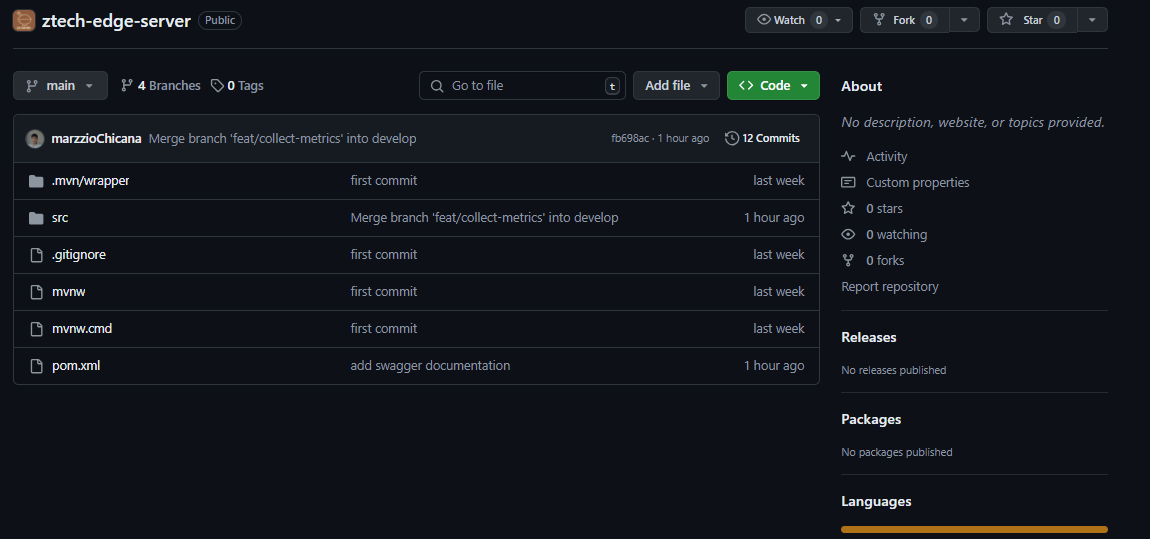 ztech-edge-server Public Watch 0 Fork 0 Star 0
main 4 Branches 0 Tags Go to file t Add file Code
marzzioChicana Merge branch 'feat/collect-metrics' into develop fb698ac · 1 hour ago 12 Commits
.mvn/wrapper first commit last week
src Merge branch 'feat/collect-metrics' into develop 1 hour ago
.gitignore first commit last week
mvnw first commit last week
mvnw.cmd first commit last week
pom.xml add swagger documentation 1 hour ago
About
No description, website, or topics provided.
Activity
Custom properties
0 stars
0 watching
0 forks
Report repository
Releases
No releases published
Packages
No packages published
Languages